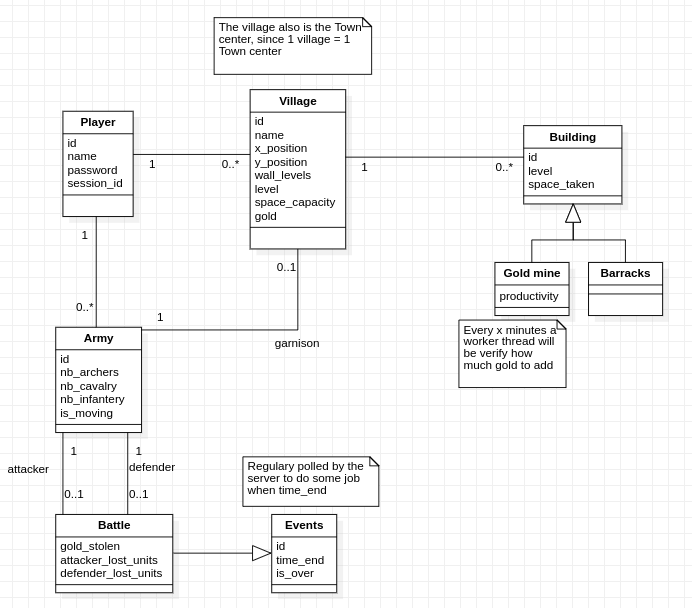 The village also is the Town
center, since 1 village = 1
Town center
Village
id
name
x_position
y_position
wall_levels
level
space_capacity
gold
Player
id
name
password
session_id
1
0..*
1
0..*
Building
id
level
space_taken
Gold mine
productivity
Barracks
Every x minutes a
worker thread will
be verify how
much gold to add
1
0..*
0..1
1
garnison
Army
id
nb_archers
nb_cavalry
nb_infantery
is_moving
1
1
attacker
defender
0..1
0..1
Regulary polled by the
server to do some job
when time_end
Battle
gold_stolen
attacker_lost_units
defender_lost_units
Events
id
time_end
is_over